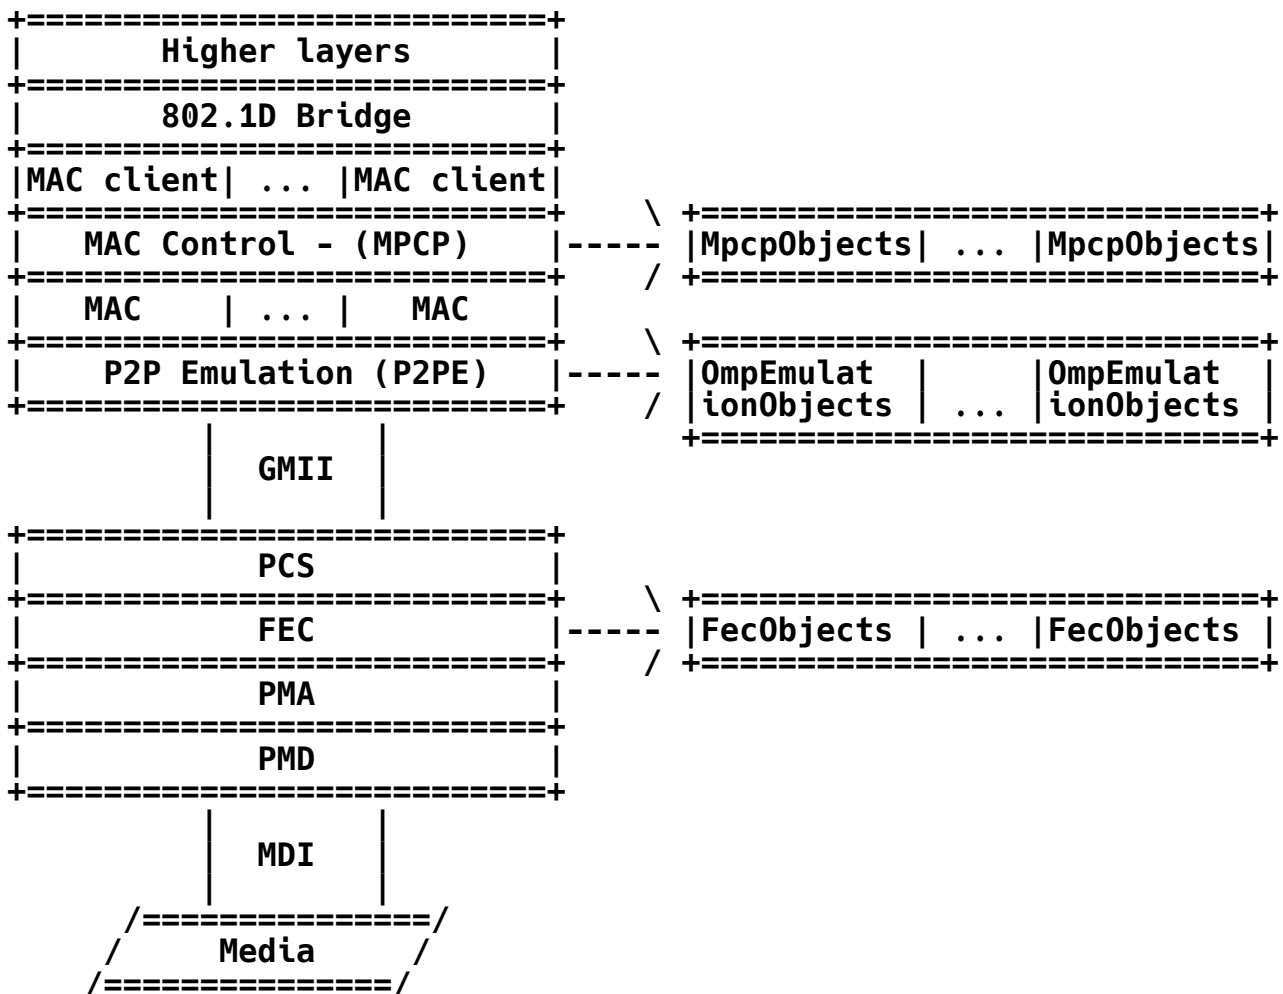 +===========================+
|       Higher layers       |
+===========================+
|       802.1D Bridge       |
+===========================+
|MAC client| ... |MAC client|
+===========================+    \ +=============================+
|   MAC Control - (MPCP)    |----- |MpcpObjects| ... |MpcpObjects|
+===========================+    / +=============================+
|   MAC    | ... |   MAC    |
+===========================+    \ +=============================+
|    P2P Emulation (P2PE)   |----- |OmpEmulat  |     |OmpEmulat  |
+===========================+    / |ionObjects | ... |ionObjects |
          |        |               +=============================+
          |  GMII  |
          |        |
+===========================+
|            PCS            |
+===========================+    \ +=============================+
|            FEC            |----- |FecObjects | ... |FecObjects |
+===========================+    / +=============================+
|            PMA            |
+===========================+
|            PMD            |
+===========================+
          |        |
          |  MDI   |
          |        |
      /===============/
     /     Media     /
    /===============/